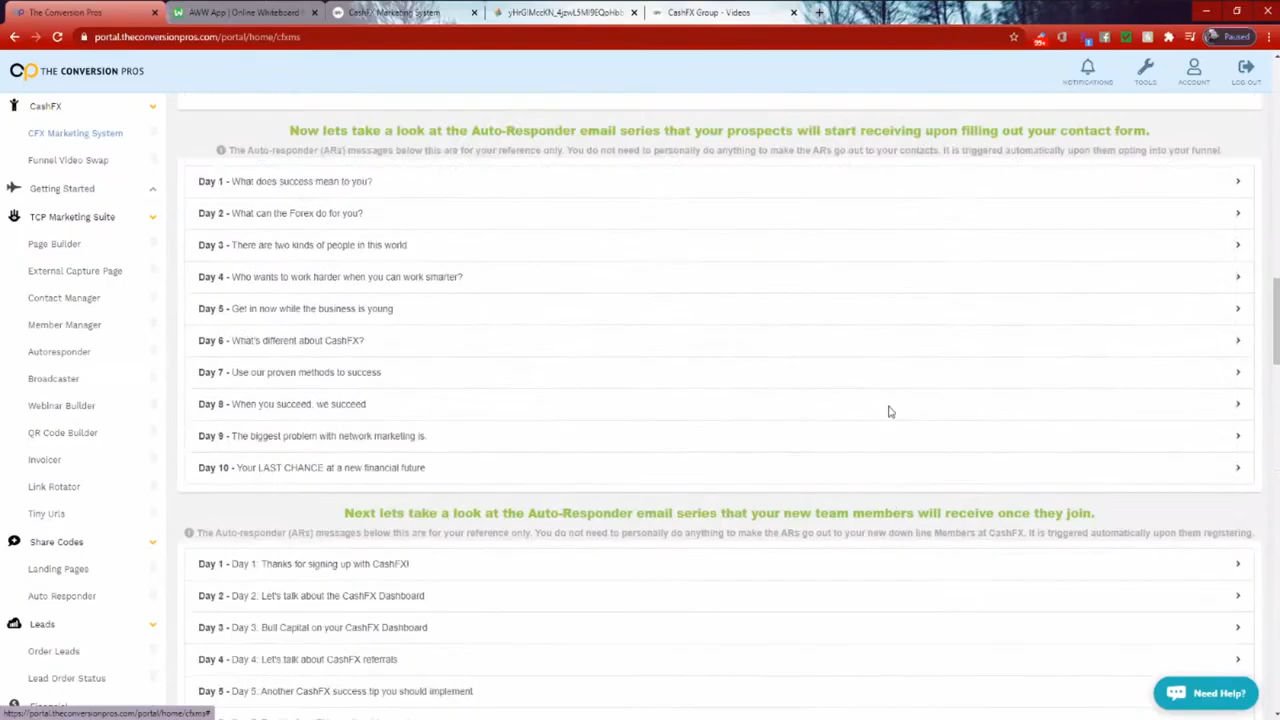 The Conversion Pros
AWW App | Online Whiteboard
CashFX Marketing System
CashFX Group - Videos
portal.theconversionpros.com/portal/home/cfxms
99+
Paused
THE CONVERSION PROS
NOTIFICATIONS
TOOLS
ACCOUNT
LOG OUT
CashFX
CFX Marketing System
Funnel Video Swap
Getting Started
TCP Marketing Suite
Page Builder
External Capture Page
Contact Manager
Member Manager
Autoresponder
Broadcaster
Webinar Builder
QR Code Builder
Invoicer
Link Rotator
Tiny Urls
Share Codes
Landing Pages
Auto Responder
Leads
Order Leads
Lead Order Status
Financial
Now lets take a look at the Auto-Responder email series that your prospects will start receiving upon filling out your contact form.
The Auto-responder (ARs) messages below this are for your reference only. You do not need to personally do anything to make the ARs go out to your contacts. It is triggered automatically upon them opting into your funnel.
Day 1 - What does success mean to you?
Day 2 - What can the Forex do for you?
Day 3 - There are two kinds of people in this world
Day 4 - Who wants to work harder when you can work smarter?
Day 5 - Get in now while the business is young
Day 6 - What's different about CashFX?
Day 7 - Use our proven methods to success
Day 8 - When you succeed, we succeed
Day 9 - The biggest problem with network marketing is.
Day 10 - Your LAST CHANCE at a new financial future
Next lets take a look at the Auto-Responder email series that your new team members will receive once they join.
The Auto-responder (ARs) messages below this are for your reference only. You do not need to personally do anything to make the ARs go out to your new down line Members at CashFX. It is triggered automatically upon them registering.
Day 1 - Day 1: Thanks for signing up with CashFX!
Day 2 - Day 2: Let's talk about the CashFX Dashboard
Day 3 - Day 3: Bull Capital on your CashFX Dashboard
Day 4 - Day 4: Let's talk about CashFX referrals
Day 5 - Day 5: Another CashFX success tip you should implement
Need Help?
https://portal.theconversionpros.com/portal/home/cfxms#